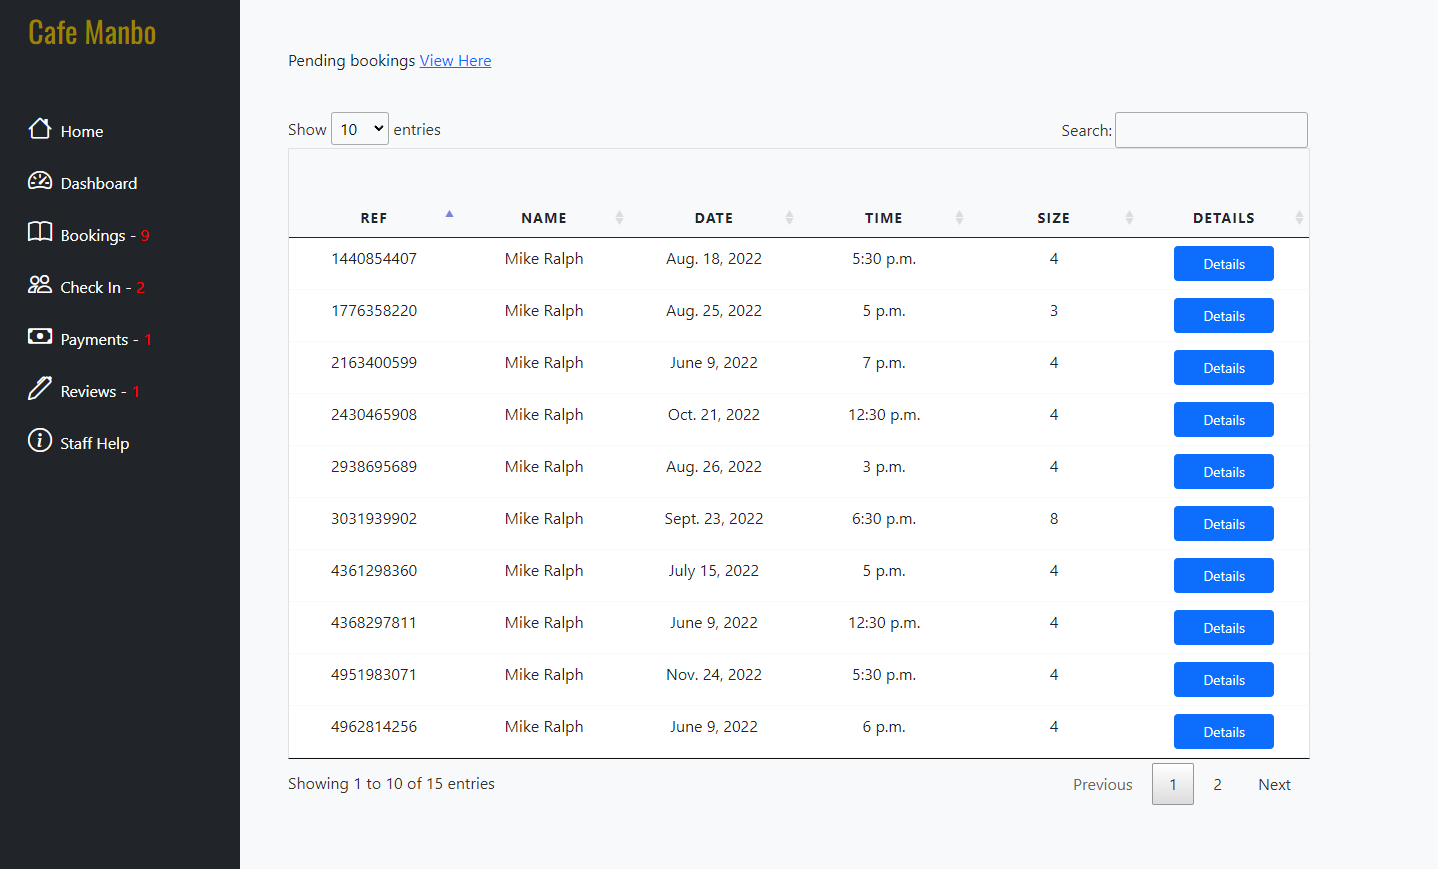 Cafe Manbo
Home
Dashboard
Bookings - 9
Check In - 2
Payments - 1
Reviews - 1
Staff Help
Pending bookings View Here
Show 10 entries
Search:
REF NAME DATE TIME SIZE DETAILS
1440854407 Mike Ralph Aug. 18, 2022 5:30 p.m. 4 Details
1776358220 Mike Ralph Aug. 25, 2022 5 p.m. 3 Details
2163400599 Mike Ralph June 9, 2022 7 p.m. 4 Details
2430465908 Mike Ralph Oct. 21, 2022 12:30 p.m. 4 Details
2938695689 Mike Ralph Aug. 26, 2022 3 p.m. 4 Details
3031939902 Mike Ralph Sept. 23, 2022 6:30 p.m. 8 Details
4361298360 Mike Ralph July 15, 2022 5 p.m. 4 Details
4368297811 Mike Ralph June 9, 2022 12:30 p.m. 4 Details
4951983071 Mike Ralph Nov. 24, 2022 5:30 p.m. 4 Details
4962814256 Mike Ralph June 9, 2022 6 p.m. 4 Details
Showing 1 to 10 of 15 entries
Previous 1 2 Next